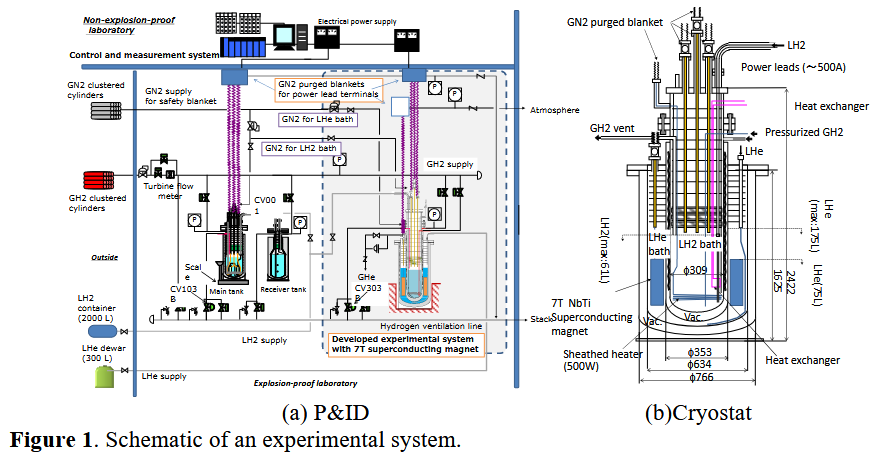 Non-explosion-proof
laboratory
Electrical power supply
Control and measurement system
GN2 clustered
cylinders
GN2 supply
for safety blanket
GN2 purged blankets
for power lead terminals
GN2 for LHe bath
GN2 for LH2 bath
Atmosphere
GH2 supply
Turbine flow
meter
GH2 clustered
cylinders
CV00
1
P
P
P
P
P
P
Z
Z
Z
Outside
Scal
e
Main tank
Receiver tank
GHe
CV103
B
CV303
B
LH2
container
(2000 L)
Hydrogen ventilation line
Stack
LH2 supply
Developed experimental system
with 7T superconducting magnet
LHe dewar
(300 L)
LHe supply
Explosion-proof laboratory
(a) P&ID
GN2 purged blanket
LH2
Power leads (～500A)
Heat exchanger
GH2 vent
Pressurized GH2
LHe
LH2(max:61L)
LHe
(max:175L)
LHe
bath
LH2 bath
ϕ309
LHe(75L)
2422
1625
7T NbTi
Superconducting
magnet
Vac.
Vac.
Sheathed heater
(500W)
Heat exchanger
ϕ353
ϕ634
ϕ766
(b)Cryostat
Figure 1. Schematic of an experimental system.